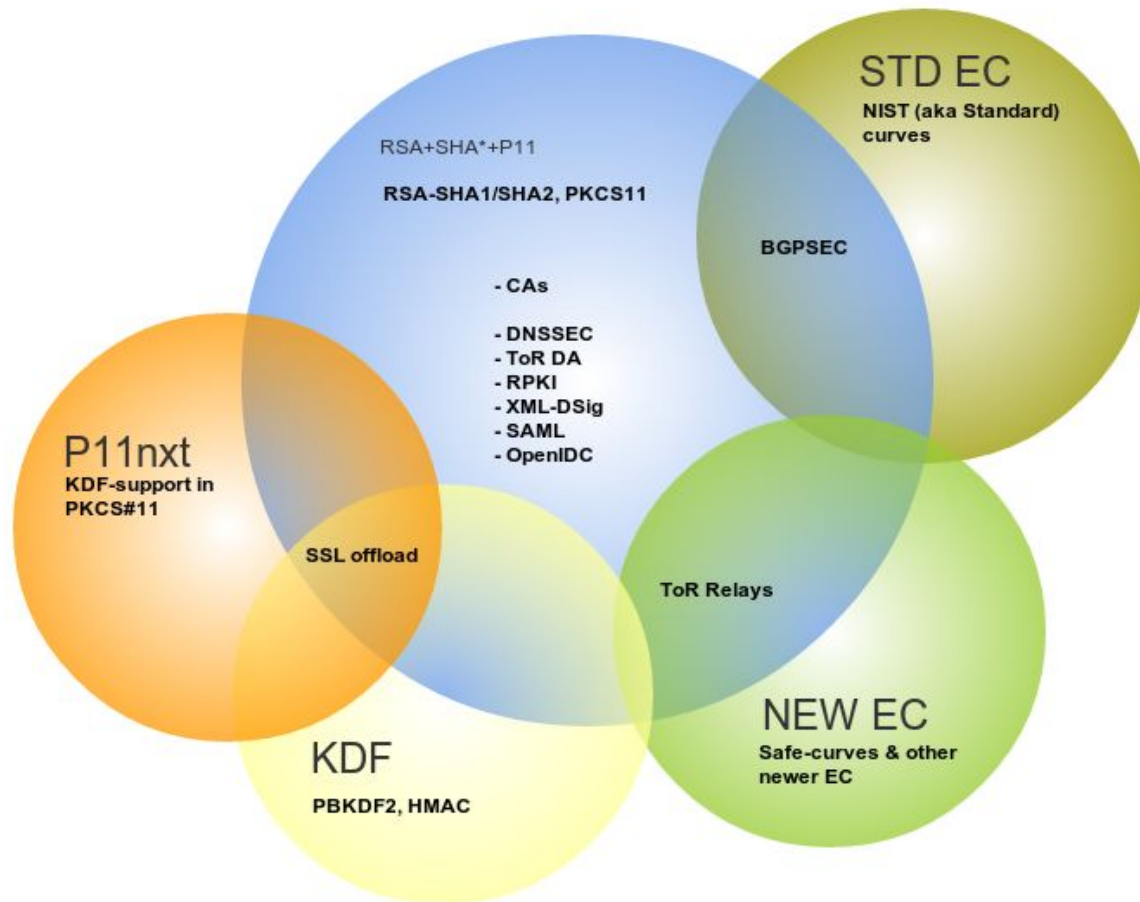 STD EC
NIST (aka Standard)
curves
RSA+SHA*+P11
RSA-SHA1/SHA2, PKCS11
BGPSEC
- CAs
- DNSSEC
- ToR DA
- RPKI
- XML-DSig
- SAML
- OpenIDC
P11nxt
KDF-support in
PKCS#11
SSL offload
ToR Relays
NEW EC
Safe-curves & other
newer EC
KDF
PBKDF2, HMAC